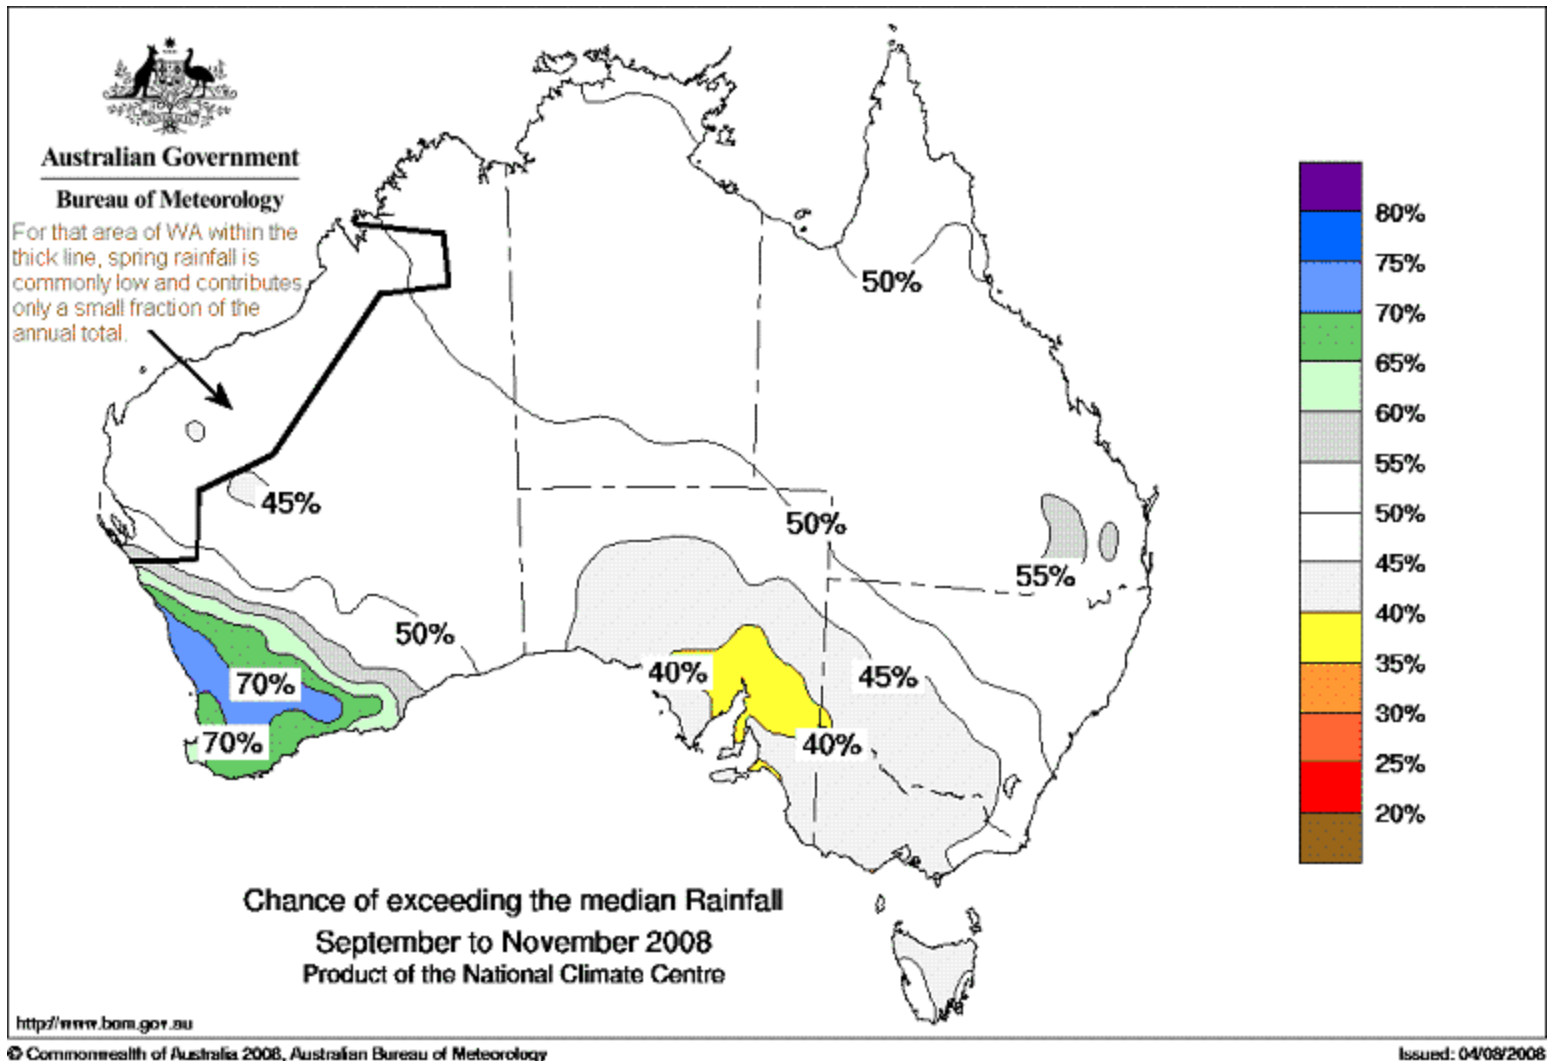 Australian Government
Bureau of Meteorology
For that area of WA within the
thick line, spring rainfall is
commonly low and contributes
only a small fraction of the
annual total.
50%
80%
75%
70%
65%
60%
55%
50%
45%
40%
35%
30%
25%
20%
45%
50%
55%
50%
40%
45%
70%
70%
40%
Chance of exceeding the median Rainfall
September to November 2008
Product of the National Climate Centre
http://www.bom.gov.au
© Commonwealth of Australia 2008, Australian Bureau of Meteorology
Issued: 04/08/2008